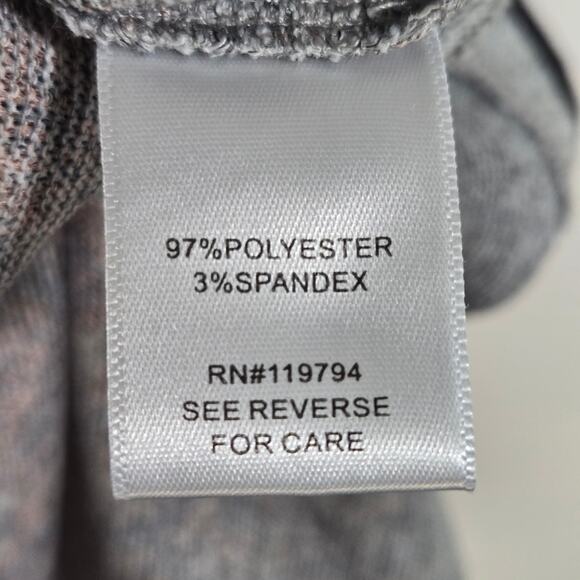 97%POLYESTER
3%SPANDEX
RN#119794
SEE REVERSE
FOR CARE